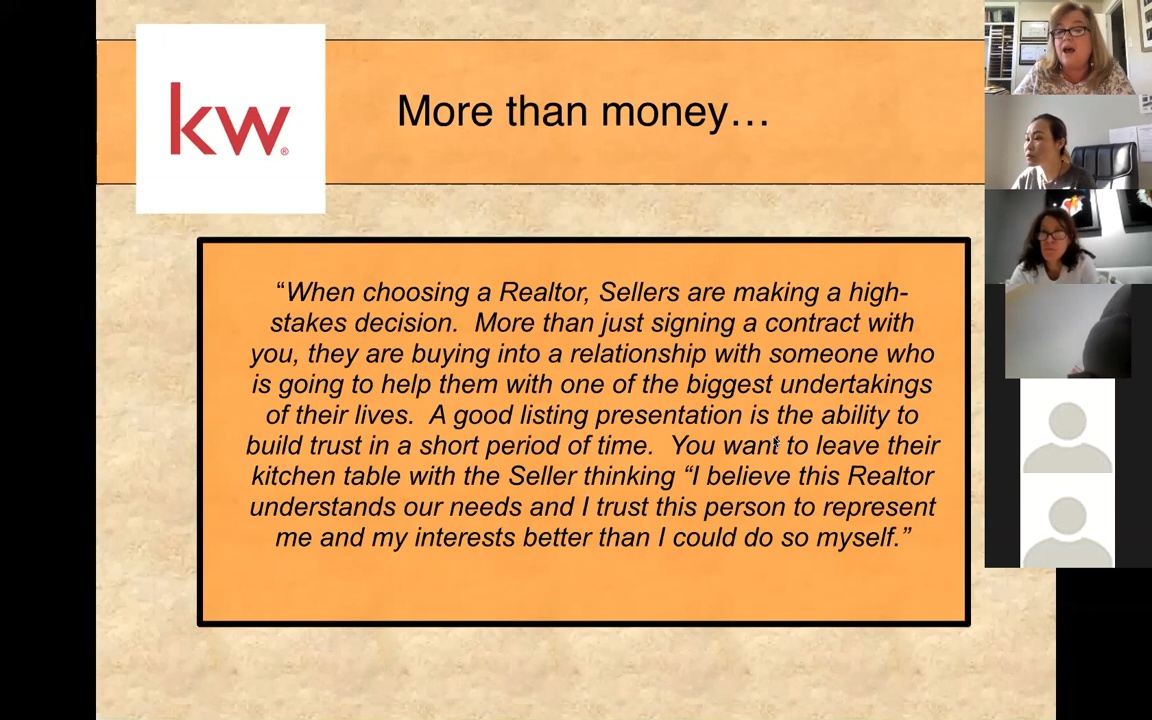 kw®
More than money…
“When choosing a Realtor, Sellers are making a high-
stakes decision.  More than just signing a contract with
you, they are buying into a relationship with someone who
is going to help them with one of the biggest undertakings
of their lives.  A good listing presentation is the ability to
build trust in a short period of time.  You want to leave their
kitchen table with the Seller thinking “I believe this Realtor
understands our needs and I trust this person to represent
me and my interests better than I could do so myself.”